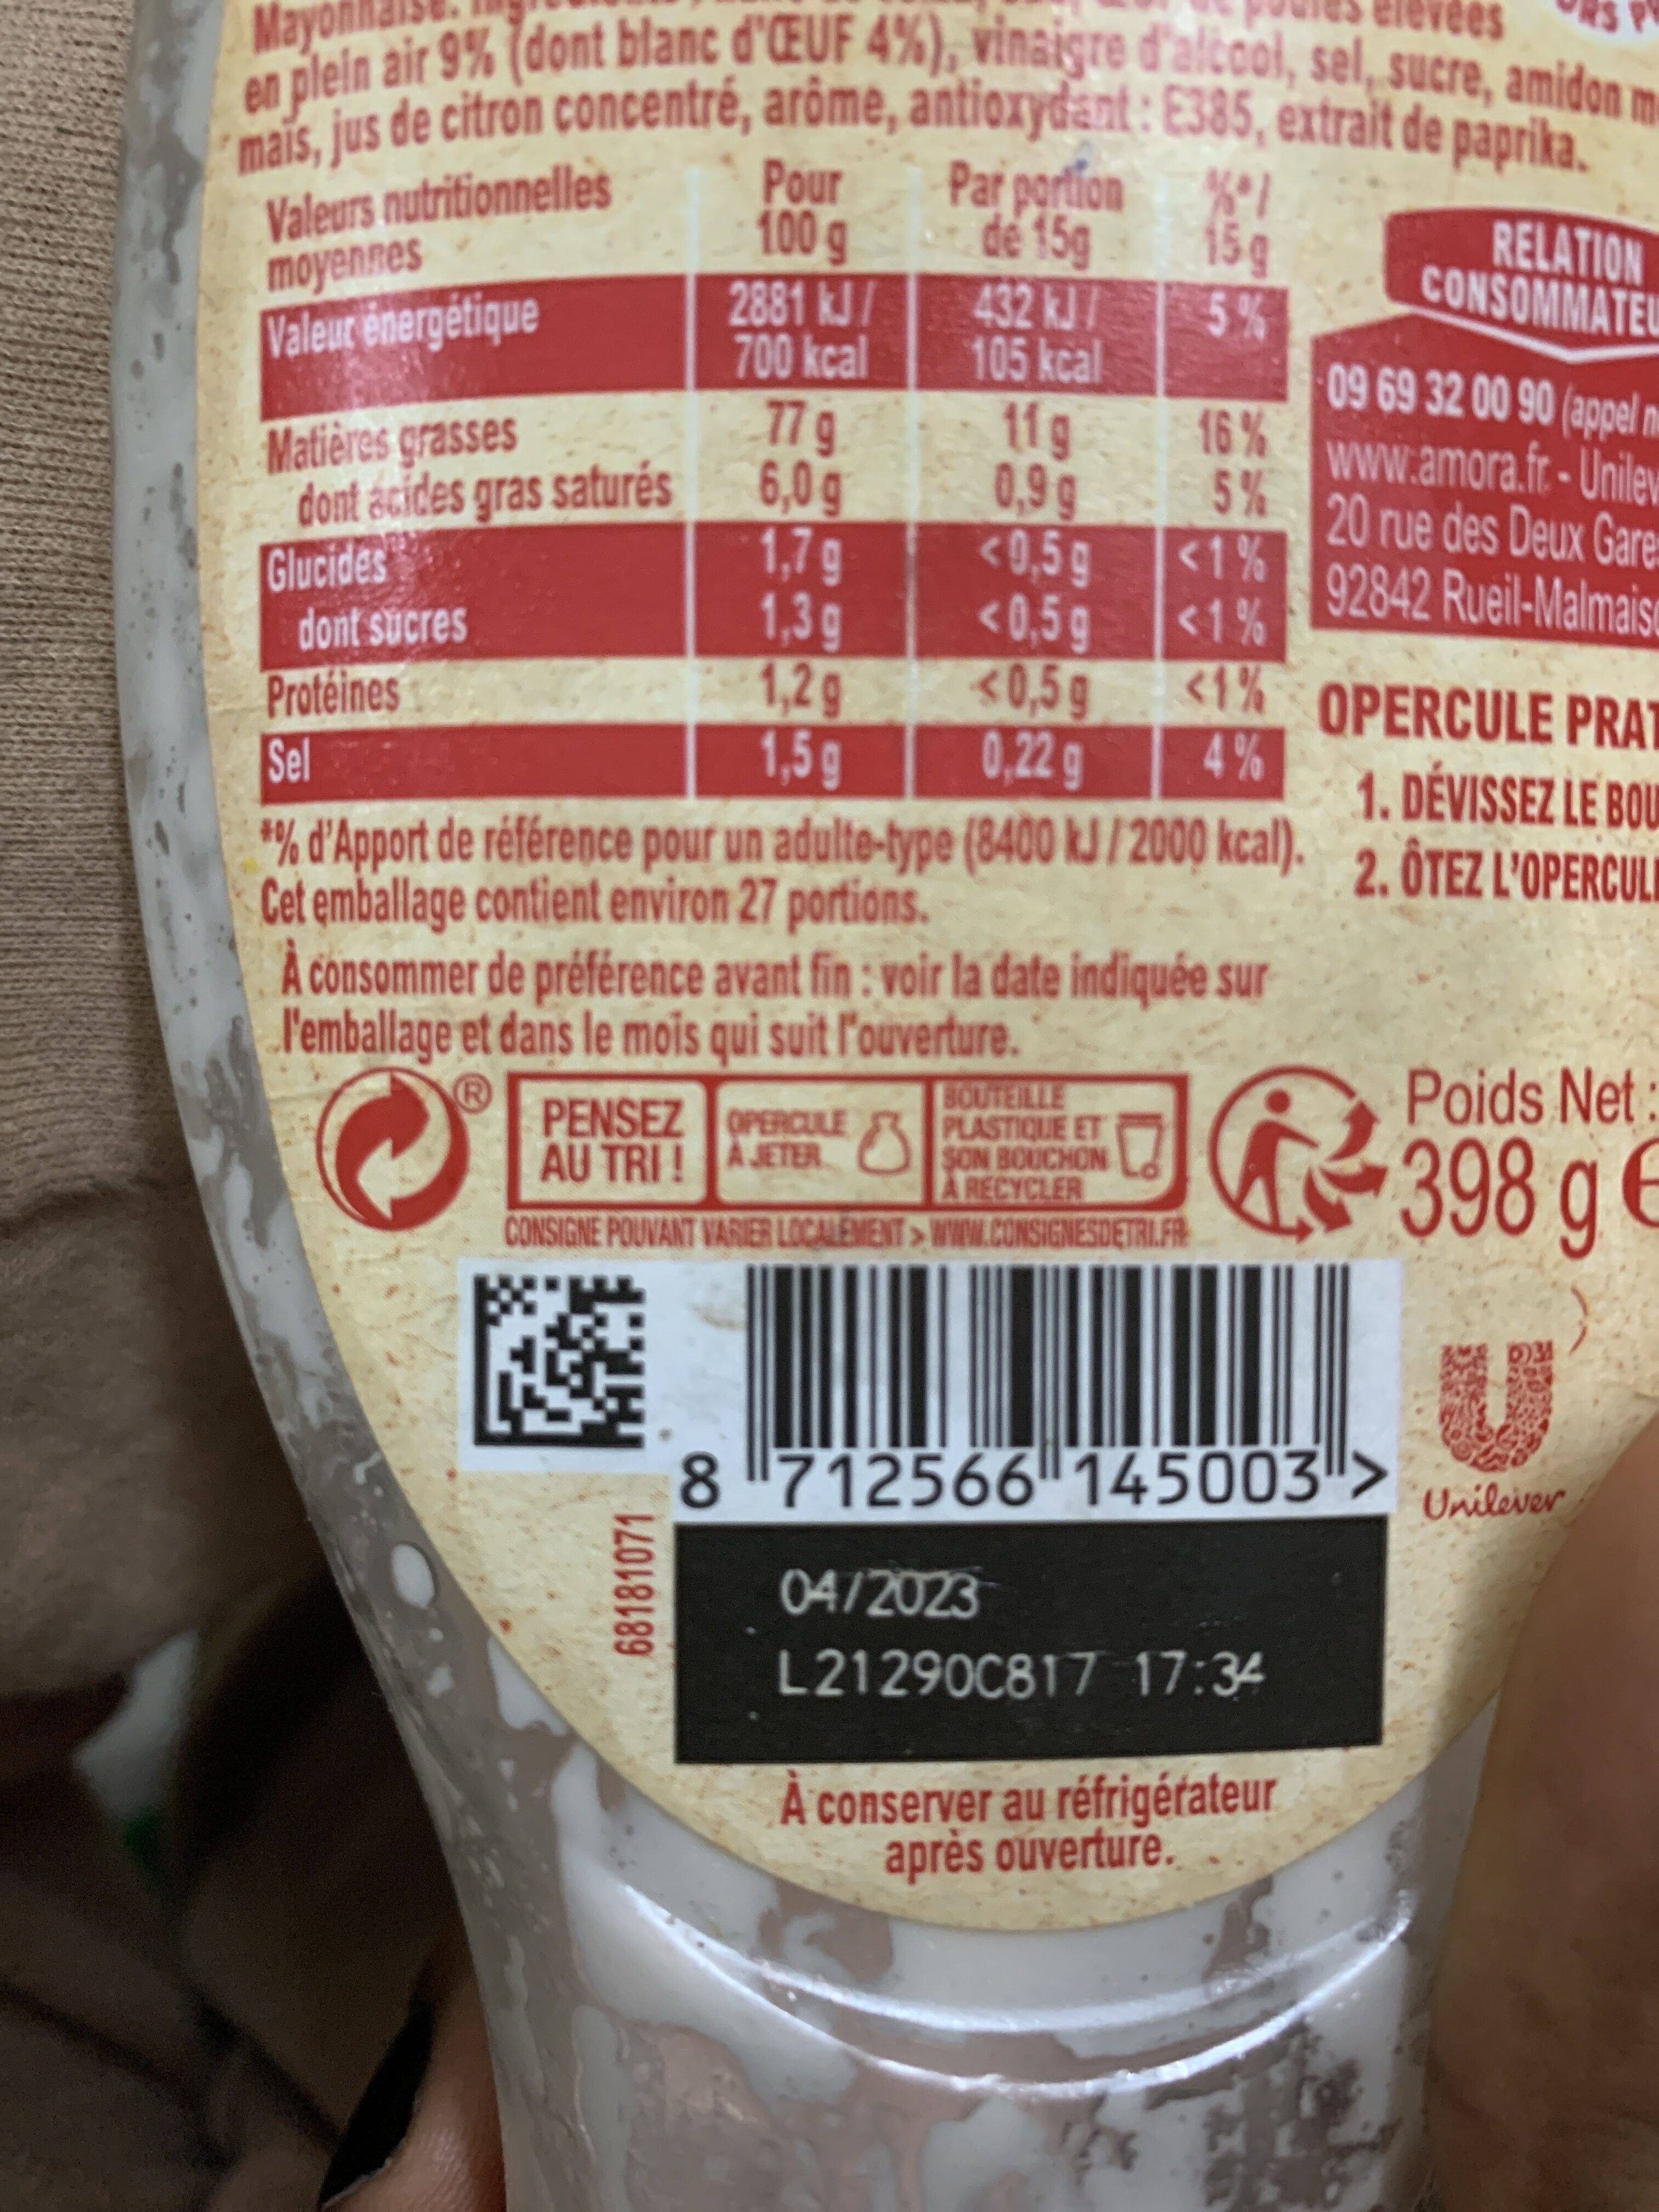 Mayonnaise.
poules élevées
en plein air 9% (dont blanc d'ŒUF 4%), vinaigre d'alcool, sel, sucre, amidon
maïs, jus de citron concentré, arôme, antioxydant : E385, extrait de paprika.
Valeurs nutritionnelles moyennes Pour 100 g Par portion de 15g %*/ 15 g
Valeur énergétique 2881 kJ / 700 kcal 432 kJ / 105 kcal 5 %
Matières grasses 77 g 11 g 16 %
dont acides gras saturés 6,0 g 0,9 g 5 %
Glucides 1,7 g <0,5 g <1 %
dont sucres 1,3 g <0,5 g <1 %
Protéines 1,2 g <0,5 g <1 %
Sel 1,5 g 0,22 g 4 %
*% d'Apport de référence pour un adulte-type (8400 kJ / 2000 kcal).
Cet emballage contient environ 27 portions.
À consommer de préférence avant fin : voir la date indiquée sur
l'emballage et dans le mois qui suit l'ouverture.
RELATION
CONSOMMATEU
09 69 32 00 90 (appel n
www.amora.fr - Unilev
20 rue des Deux Gare
92842 Rueil-Malmais
OPERCULE PRAT
1. DÉVISSEZ LE BOU
2. ÔTEZ L'OPERCUL
®
PENSEZ
AU TRI !
OPERCULE
À JETER
BOUTEILLE
PLASTIQUE ET
SON BOUCHON
À RECYCLER
CONSIGNE POUVANT VARIER LOCALEMENT > WWW.CONSIGNESDETRI.FR
Poids Net :
398 g ℮
8 712566 145003 >
Unilever
68181071
04/2023
L21290C817 17:34
À conserver au réfrigérateur
après ouverture.